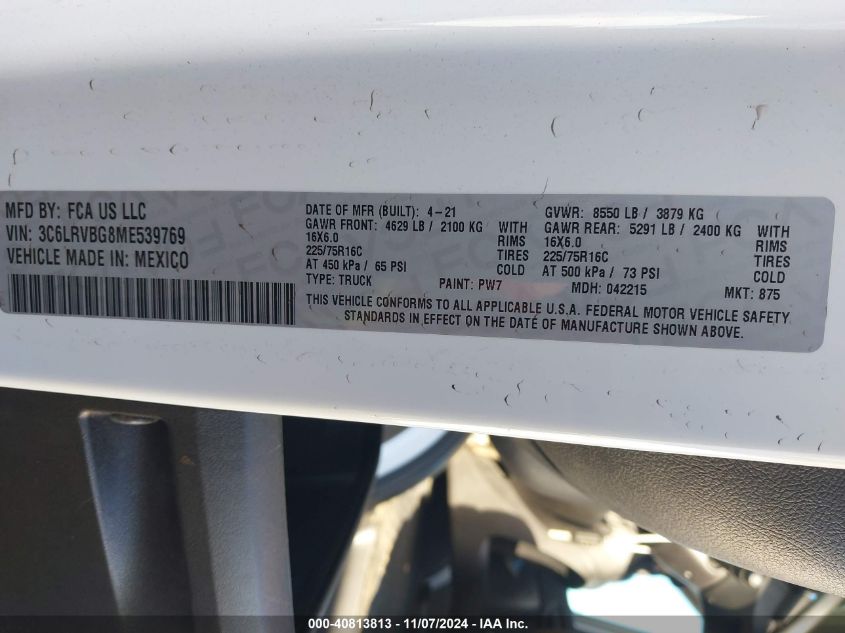 MFD BY: FCA US LLC
VIN: 3C6LRVBG8ME539769
VEHICLE MADE IN: MEXICO
DATE OF MFR (BUILT): 4-21
GAWR FRONT: 4629 LB / 2100 KG WITH
16X6.0 RIMS
225/75R16C TIRES
AT 450 kPa / 65 PSI COLD
TYPE: TRUCK PAINT: PW7
GVWR: 8550 LB / 3879 KG
GAWR REAR: 5291 LB / 2400 KG WITH
16X6.0 RIMS
225/75R16C TIRES
AT 500 kPa / 73 PSI COLD
MDH: 042215 MKT: 875
THIS VEHICLE CONFORMS TO ALL APPLICABLE U.S.A. FEDERAL MOTOR VEHICLE SAFETY
STANDARDS IN EFFECT ON THE DATE OF MANUFACTURE SHOWN ABOVE.
000-40813813 - 11/07/2024 - IAA Inc.